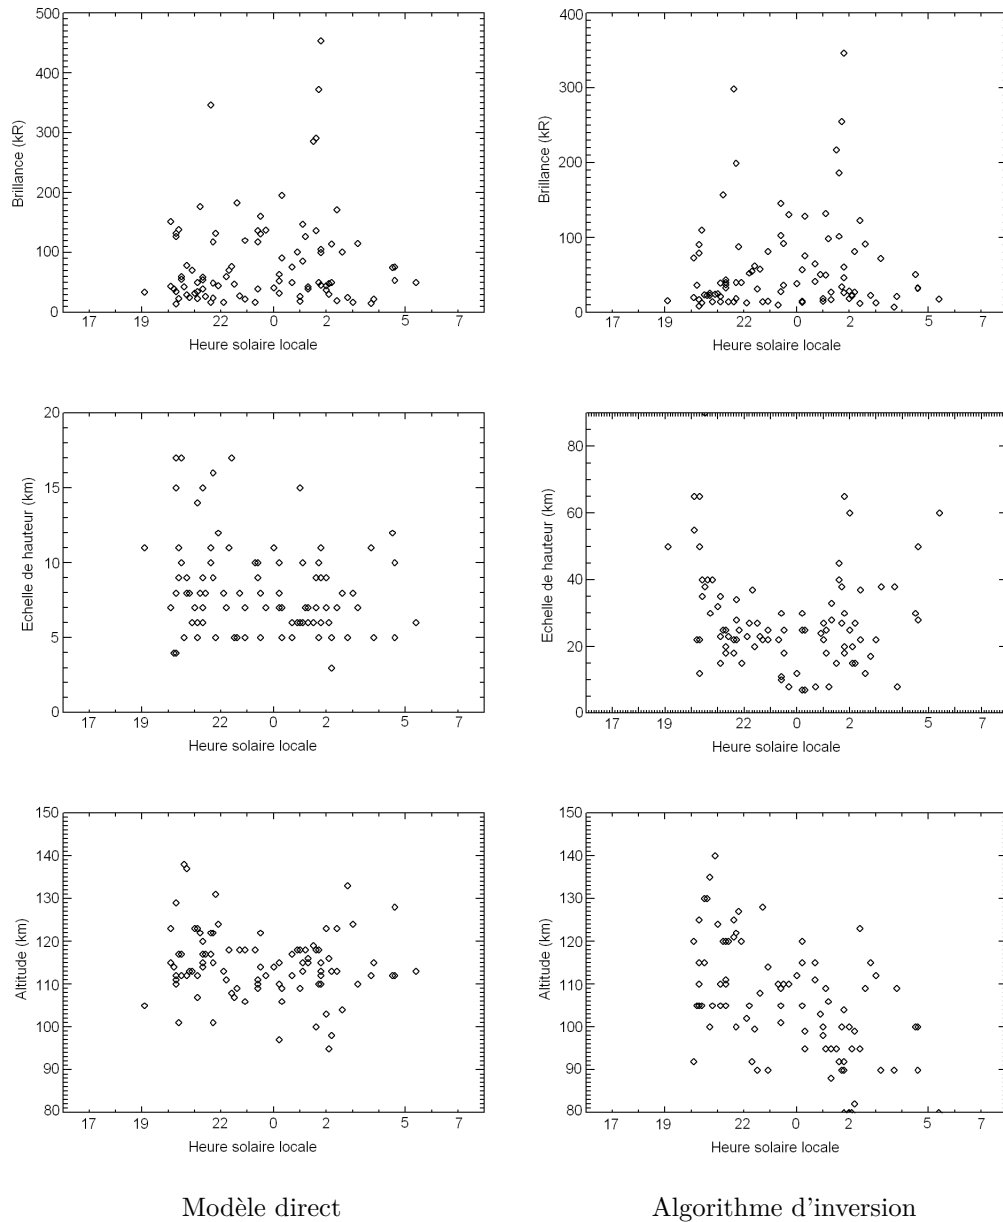 500
400
300
200
100
0
Brillance (kR)
17 19 22 0 2 5 7
Heure solaire locale
400
300
200
100
0
Brillance (kR)
17 19 22 0 2 5 7
Heure solaire locale
20
15
10
5
0
Echelle de hauteur (km)
17 19 22 0 2 5 7
Heure solaire locale
80
60
40
20
0
Echelle de hauteur (km)
17 19 22 0 2 5 7
Heure solaire locale
150
140
130
120
110
100
90
80
Altitude (km)
17 19 22 0 2 5 7
Heure solaire locale
150
140
130
120
110
100
90
80
Altitude (km)
17 19 22 0 2 5 7
Heure solaire locale
Modèle direct
Algorithme d'inversion